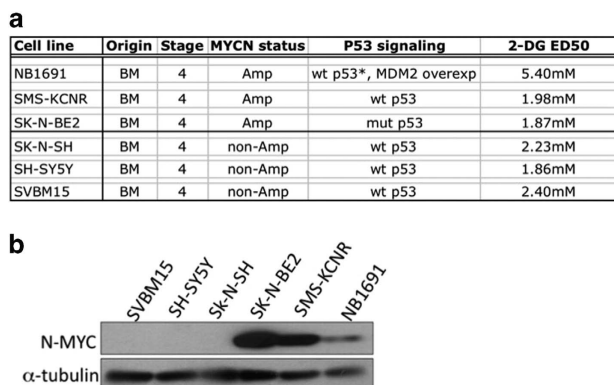 a
Cell line Origin Stage MYCN status P53 signaling 2-DG ED50
NB1691 BM 4 Amp wt p53*, MDM2 overexp 5.40mM
SMS-KCNR BM 4 Amp wt p53 1.98mM
SK-N-BE2 BM 4 Amp mut p53 1.87mM
SK-N-SH BM 4 non-Amp wt p53 2.23mM
SH-SY5Y BM 4 non-Amp wt p53 1.86mM
SVBM15 BM 4 non-Amp wt p53 2.40mM
b
SVBM15 SH-SY5Y Sk-N-SH SK-N-BE2 SMS-KCNR NB1691
N-MYC
α-tubulin